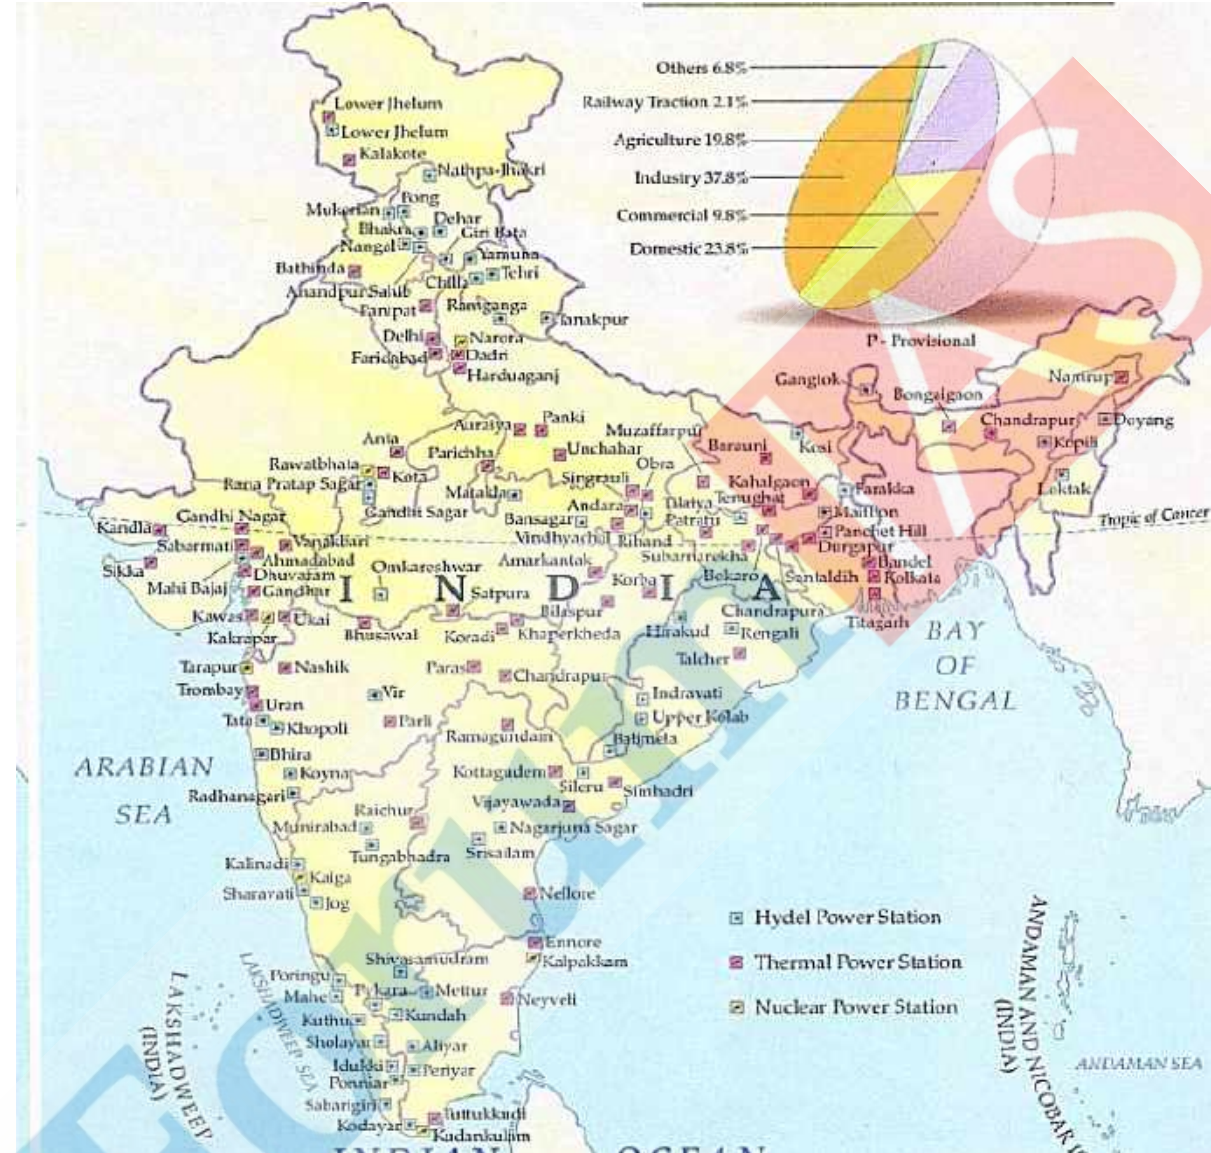 Others 6.8%
Railway Traction 2.1%
Agriculture 19.8%
Industry 37.8%
Commercial 9.8%
Domestic 23.8%
P - Provisional
Lower Jhelum
Lower Jhelum
Kalakote
Nathpa-Jhakri
Pong
Mukerian
Dehar
Bhakra
Giri Bata
Nangal
Yamuna
Bathinda
Chilla
Tehri
Anandpur Sahib
Ramganga
Panipat
Tanakpur
Delhi
Narora
Faridabad
Dadri
Harduaganj
Gangtok
Namrup
Bongaigaon
Chandrapur
Doyang
Auraiya
Panki
Muzaffarpur
Kosi
Kopili
Anta
Parichha
Unchahar
Barauni
Rawatbhata
Kota
Singrauli
Obra
Kahalgaon
Loktak
Rana Pratap Sagar
Matatila
Tenughat
Farakka
Gandhi Sagar
Andara
Maithon
Bansagar
Patratu
Panchet Hill
Tropic of Cancer
Kandla
Gandhi Nagar
Vindhyachal
Rihand
Durgapur
Sabarmati
Vanakbari
Subarnarekha
Ahmadabad
Omkareshwar
Amarkantak
Bandel
Sikka
Dhuvaram
Korba
Bokaro
Santaldih
Kolkata
Mahi Bajaj
Gandhar
INDIA
Satpura
Chandrapura
Kawas
Ukai
Bilaspur
Titagarh
Kakrapar
Bhusawal
Koradi
Khaperkheda
Hirakud
Rengali
BAY
OF
BENGAL
Tarapur
Nashik
Paras
Chandrapur
Talcher
Trombay
Uran
Vir
Indravati
Tata
Khopoli
Parli
Upper Kolab
Ramagundam
Balimela
Bhira
ARABIAN
SEA
Koyna
Kottagudem
Sileru
Simhadri
Radhanagari
Raichur
Vijayawada
Munirabad
Nagarjuna Sagar
Tungabhadra
Srisailam
Kalinadi
Kaiga
Sharavati
Jog
Nellore
Hydel Power Station
Thermal Power Station
Nuclear Power Station
Ennore
Kalpakkam
Shivasamudram
Poringu
Pykara
Mettur
Mahe
Neyveli
Kuthu
Kundah
Sholayar
Aliyar
Idukki
Periyar
Ponniar
Sabarigiri
Tuttukkudi
Kodayar
Kudankulam
LAKSHADWEEP
(INDIA)
LAKSHADWEEP SEA
ANDAMAN AND NICOBAR
(INDIA)
ANDAMAN SEA
INDIAN OCEAN
Forum IAS